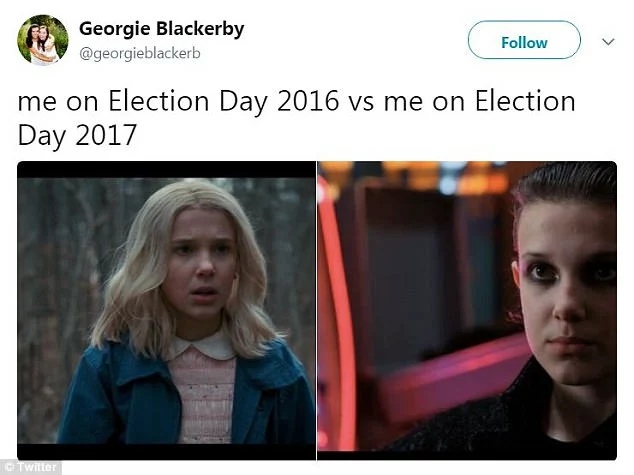 Georgie Blackerby
@georgieblackerb
Follow
me on Election Day 2016 vs me on Election
Day 2017
© Twitter